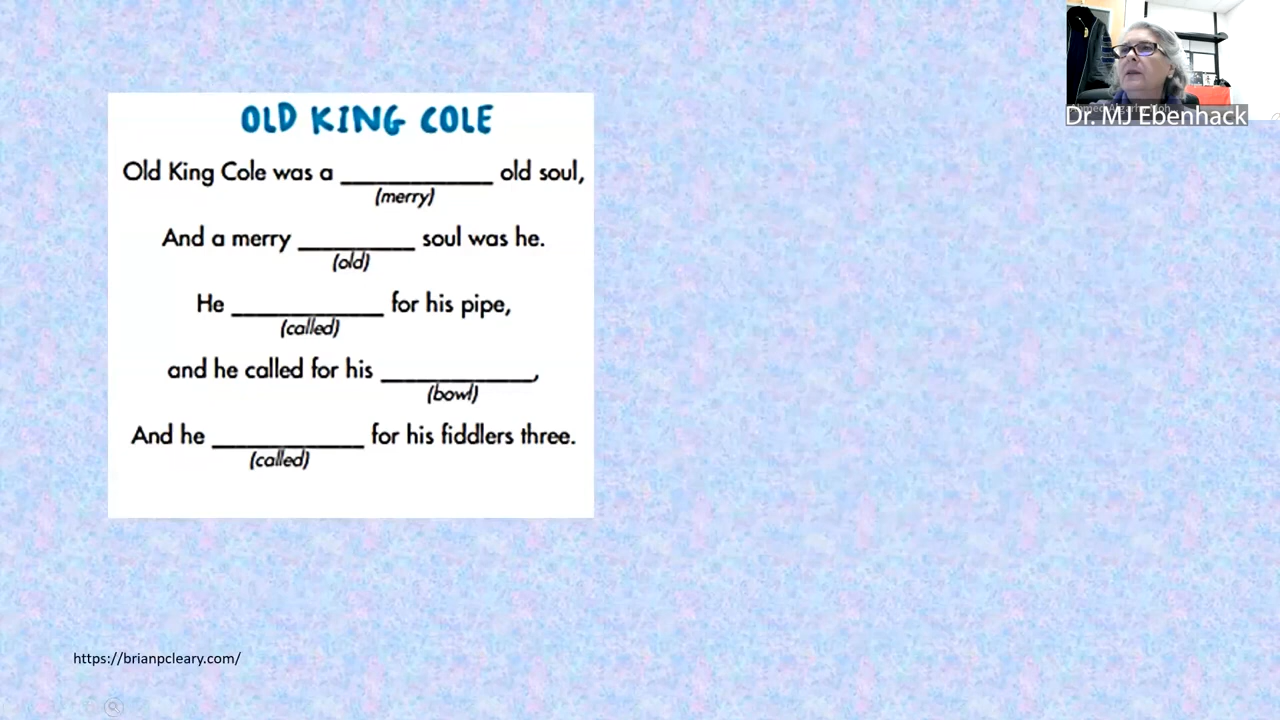 OLD KING COLE
Old King Cole was a ____________ old soul,
(merry)
And a merry _________ soul was he.
(old)
He ____________ for his pipe,
(called)
and he called for his ____________,
(bowl)
And he ____________ for his fiddlers three.
(called)
https://brianpcleary.com/
Dr. MJ Ebenhack